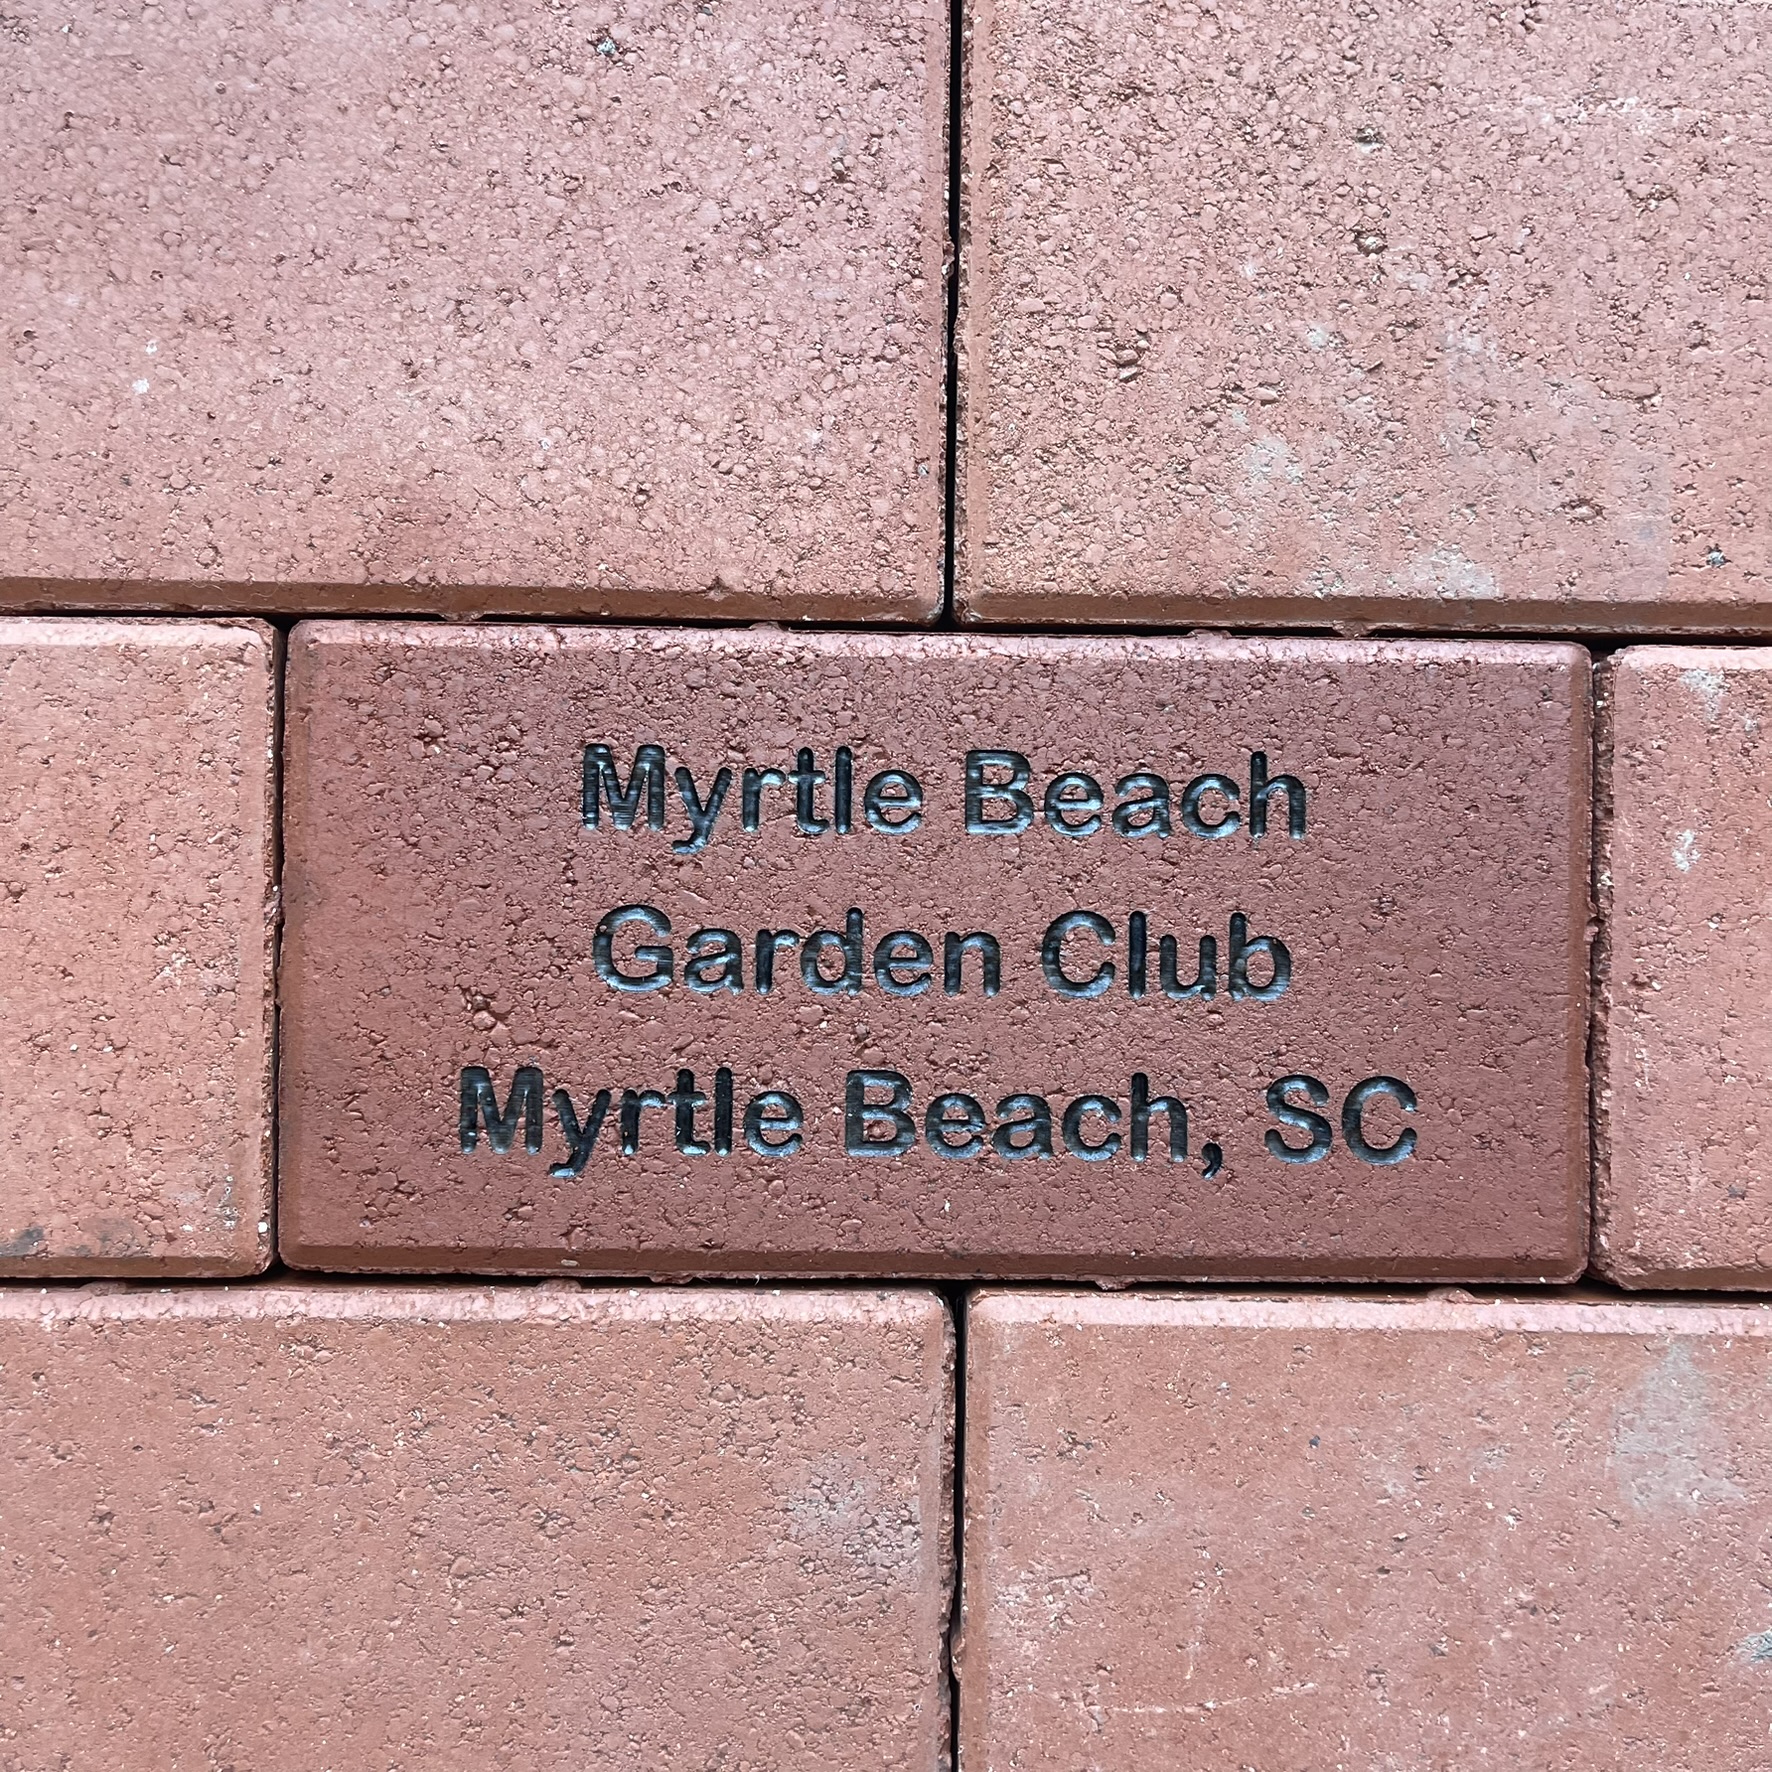 Myrtle Beach
Garden Club
Myrtle Beach, SC